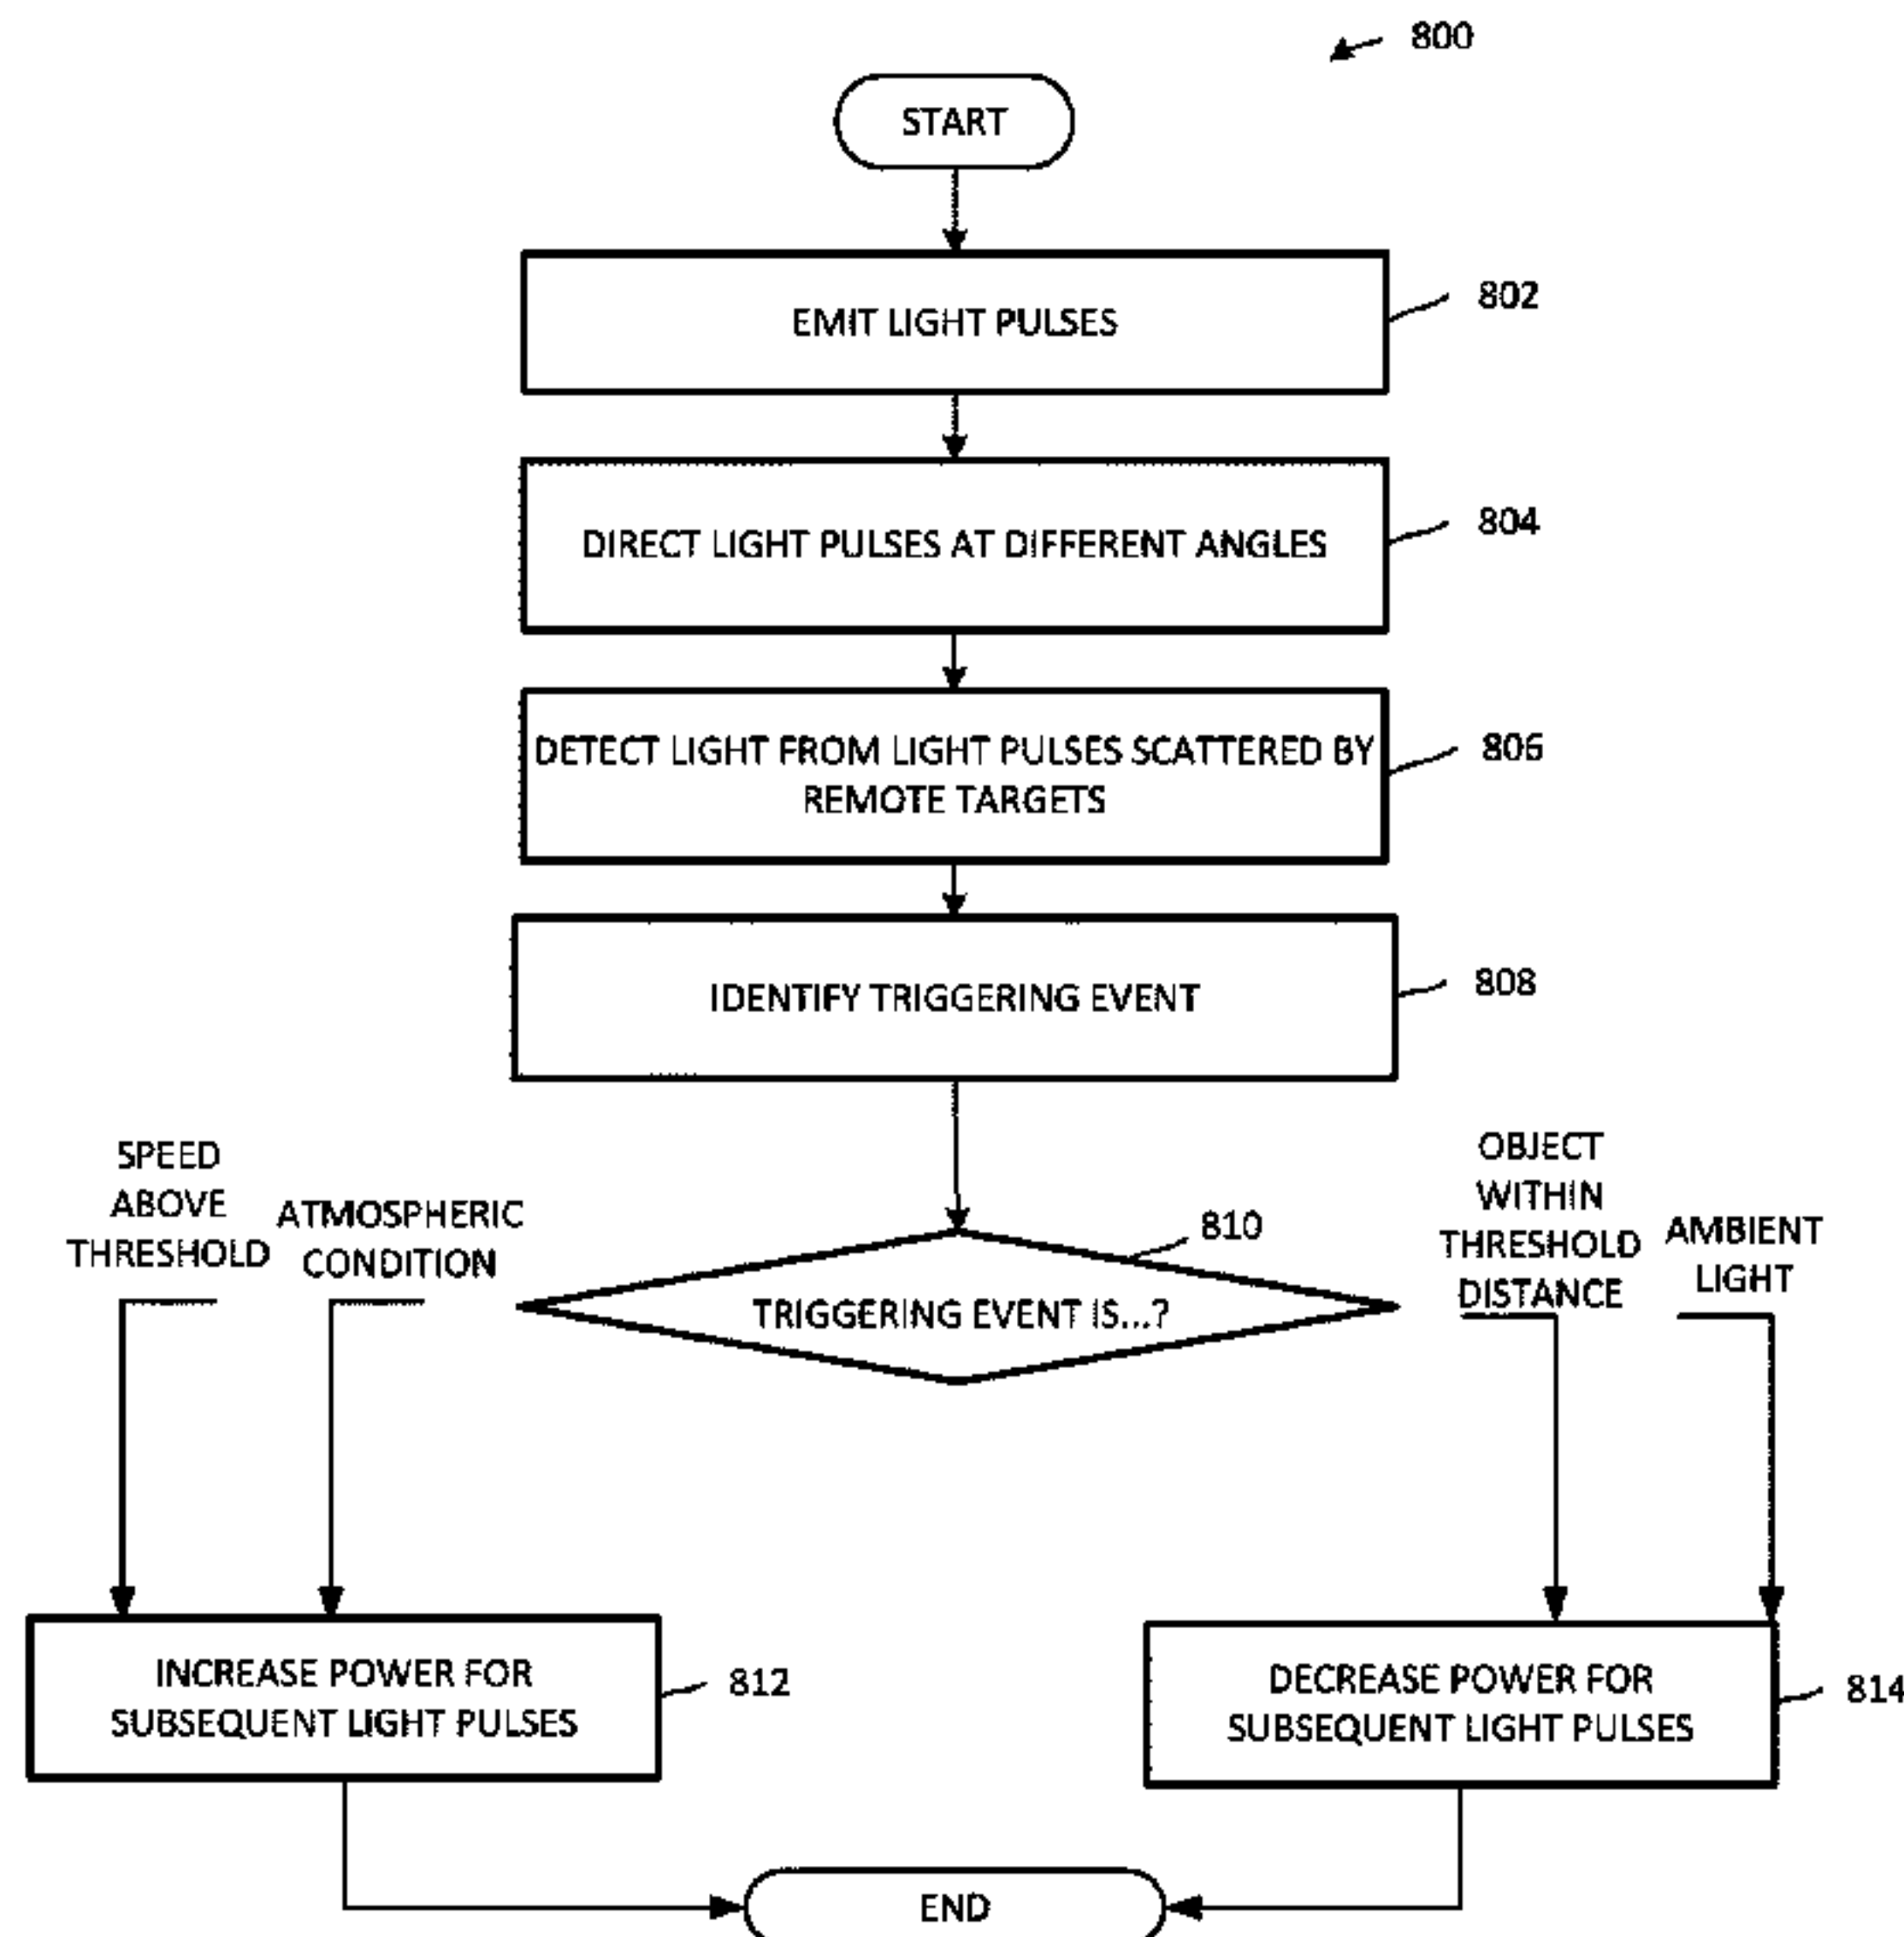 800
START
EMIT LIGHT PULSES
802
DIRECT LIGHT PULSES AT DIFFERENT ANGLES
804
DETECT LIGHT FROM LIGHT PULSES SCATTERED BY
REMOTE TARGETS
806
IDENTIFY TRIGGERING EVENT
808
SPEED
ABOVE
THRESHOLD
ATMOSPHERIC
CONDITION
810
TRIGGERING EVENT IS...?
OBJECT
WITHIN
THRESHOLD
DISTANCE
AMBIENT
LIGHT
INCREASE POWER FOR
SUBSEQUENT LIGHT PULSES
812
DECREASE POWER FOR
SUBSEQUENT LIGHT PULSES
814
END